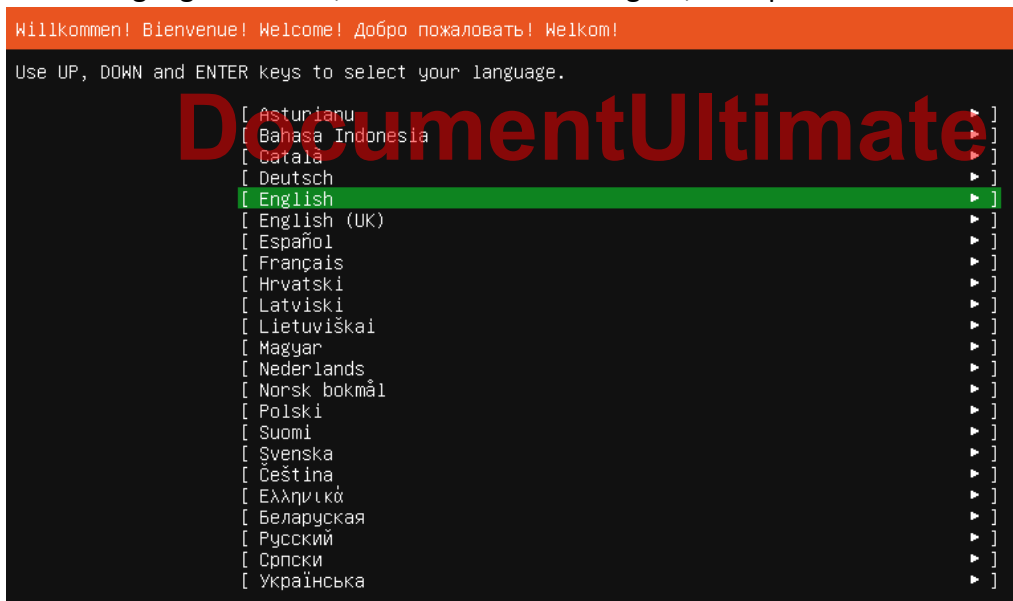 Willkommen! Bienvenue! Welcome! Добро пожаловать! Welkom!
Use UP, DOWN and ENTER keys to select your language.
DocumentUltimate
[ Asturianu ► ]
[ Bahasa Indonesia ► ]
[ Català ► ]
[ Deutsch ► ]
[ English ► ]
[ English (UK) ► ]
[ Español ► ]
[ Français ► ]
[ Hrvatski ► ]
[ Latviski ► ]
[ Lietuviškai ► ]
[ Magyar ► ]
[ Nederlands ► ]
[ Norsk bokmål ► ]
[ Polski ► ]
[ Suomi ► ]
[ Svenska ► ]
[ Čeština ► ]
[ Ελληνικά ► ]
[ Беларуская ► ]
[ Русский ► ]
[ Српски ► ]
[ Українська ► ]